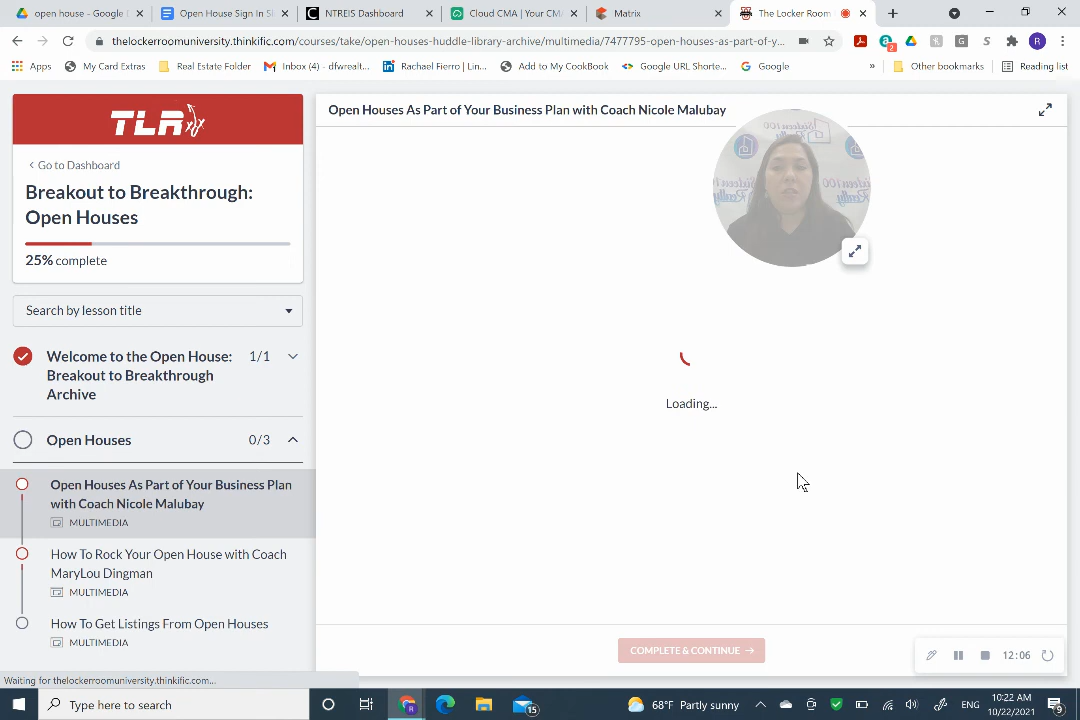 open house - Google D
Open House Sign In Sh
NTREIS Dashboard
Cloud CMA | Your CMA
Matrix
The Locker Room
thelockerroomuniversity.thinkific.com/courses/take/open-houses-huddle-library-archive/multimedia/7477795-open-houses-as-part-of-y...
R
Apps
My Card Extras
Real Estate Folder
Inbox (4) - dfwrealt...
Rachael Fierro | Lin...
Add to My CookBook
Google URL Shorte...
Google
»
Other bookmarks
Reading list
TLR
Go to Dashboard
Breakout to Breakthrough:
Open Houses
25% complete
Search by lesson title
Welcome to the Open House:
Breakout to Breakthrough
Archive
1/1
Open Houses
0/3
Open Houses As Part of Your Business Plan
with Coach Nicole Malubay
MULTIMEDIA
How To Rock Your Open House with Coach
MaryLou Dingman
MULTIMEDIA
How To Get Listings From Open Houses
MULTIMEDIA
Open Houses As Part of Your Business Plan with Coach Nicole Malubay
Loading...
COMPLETE & CONTINUE →
12:06
Waiting for thelockerroomuniversity.thinkific.com...
Type here to search
15
68°F Partly sunny
ENG
10:22 AM
10/22/2021
9